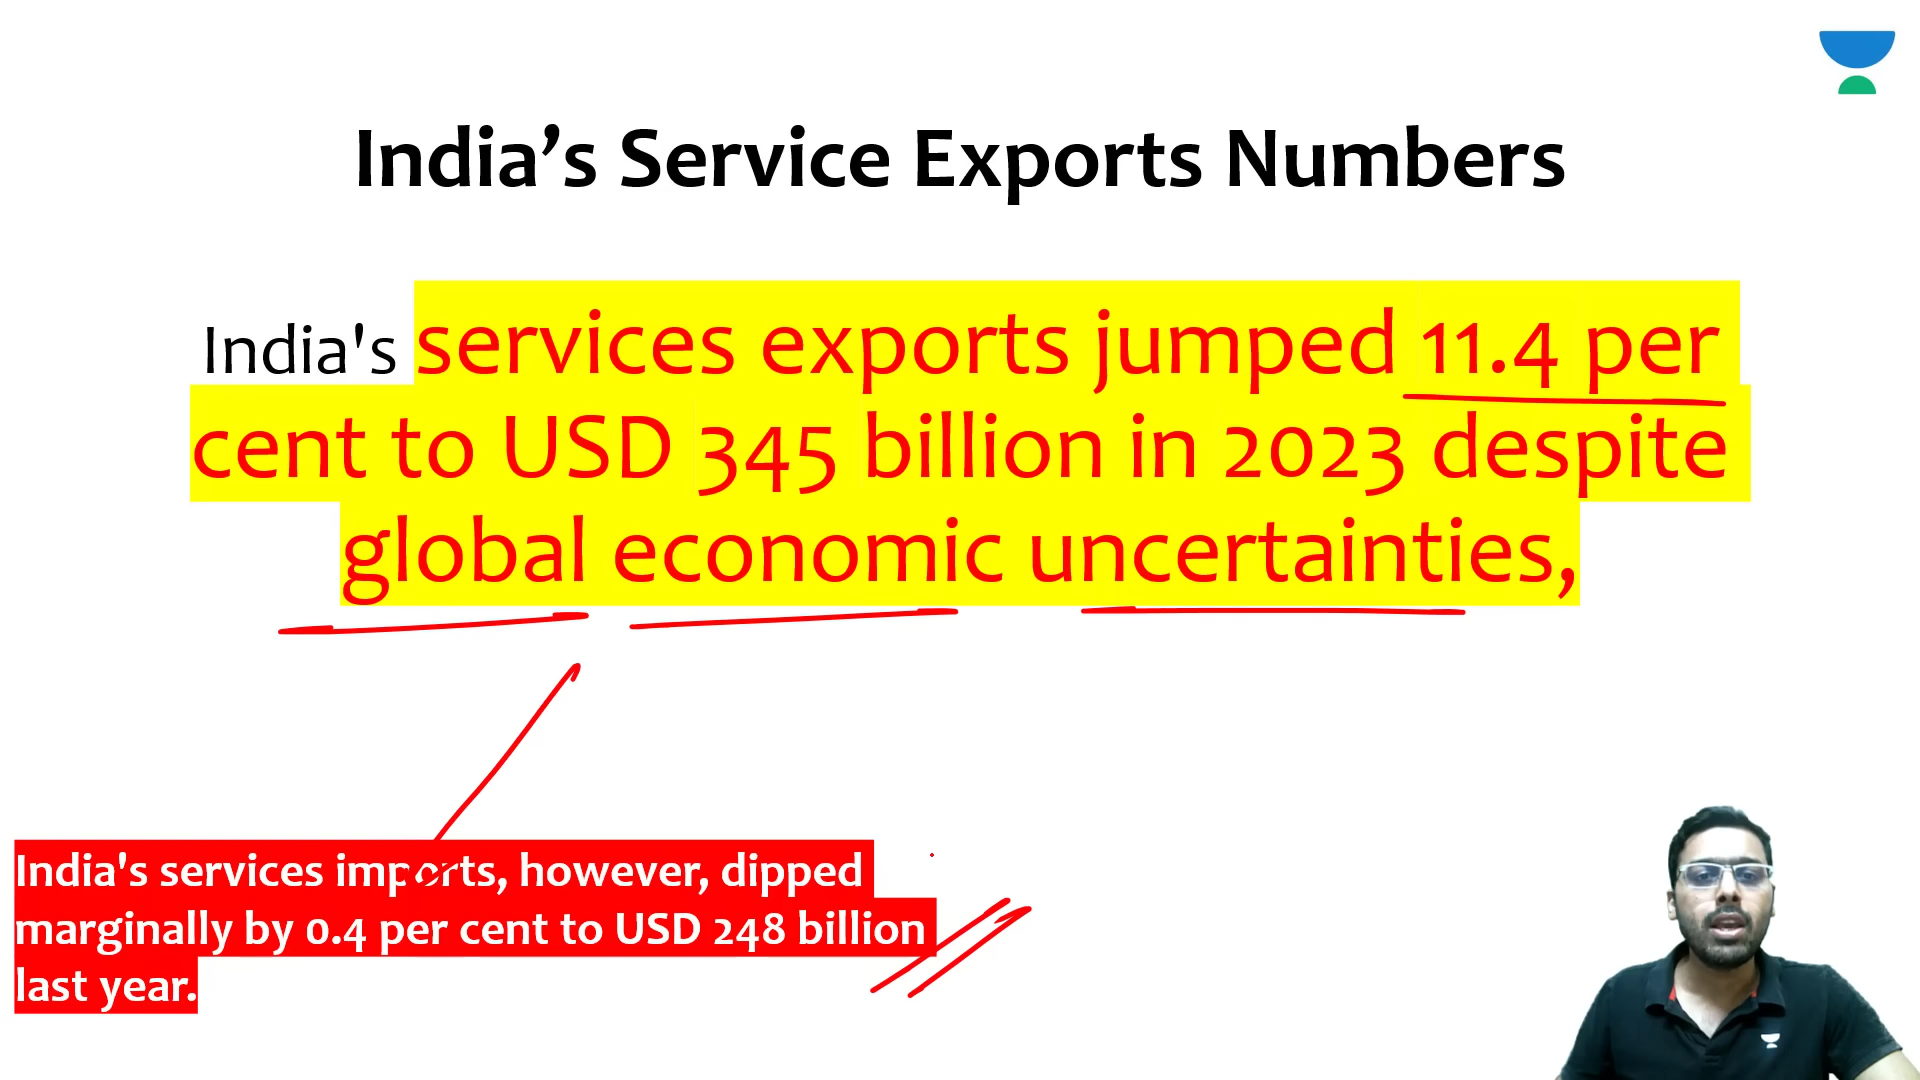 India’s Service Exports Numbers
India's services exports jumped 11.4 per
cent to USD 345 billion in 2023 despite
global economic uncertainties,
India's services imports, however, dipped
marginally by 0.4 per cent to USD 248 billion
last year.